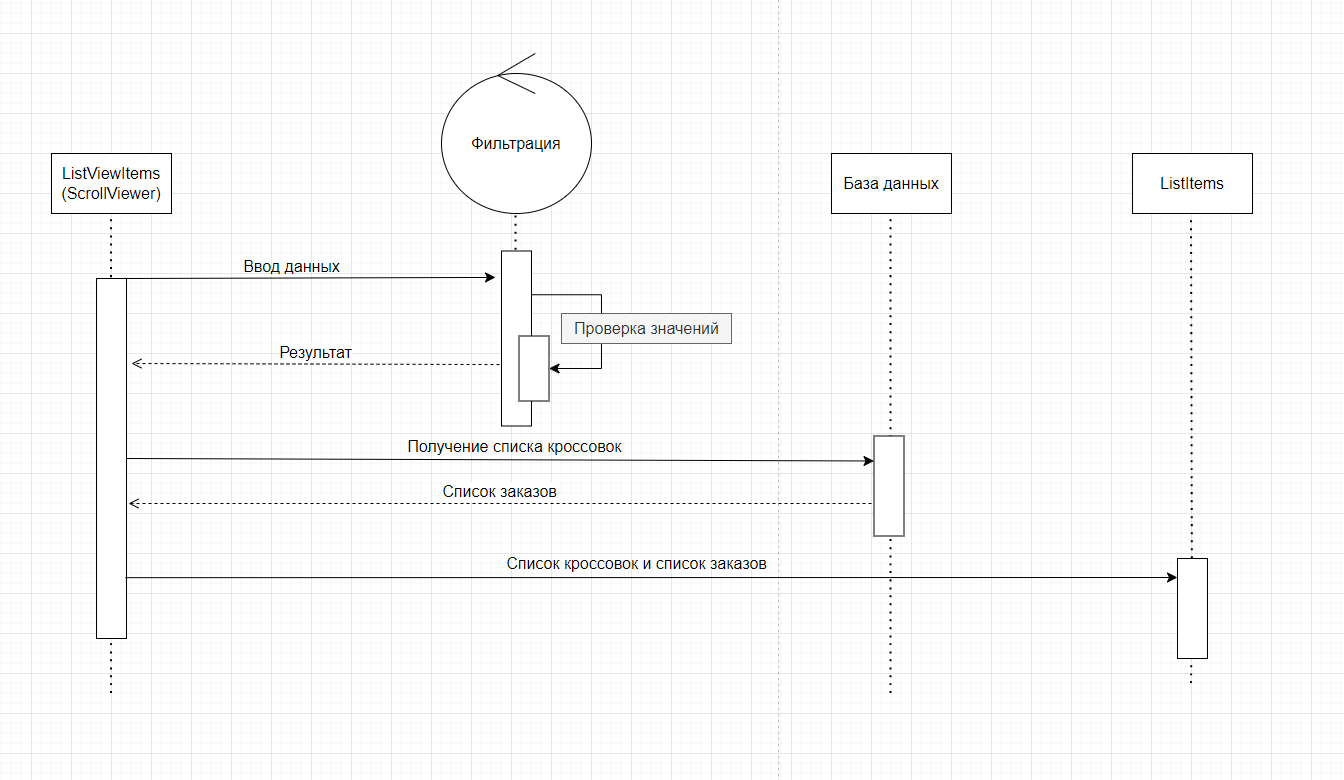 Фильтрация
ListViewItems
(ScrollViewer)
База данных
ListItems
Ввод данных
Проверка значений
Результат
Получение списка кроссовок
Список заказов
Список кроссовок и список заказов